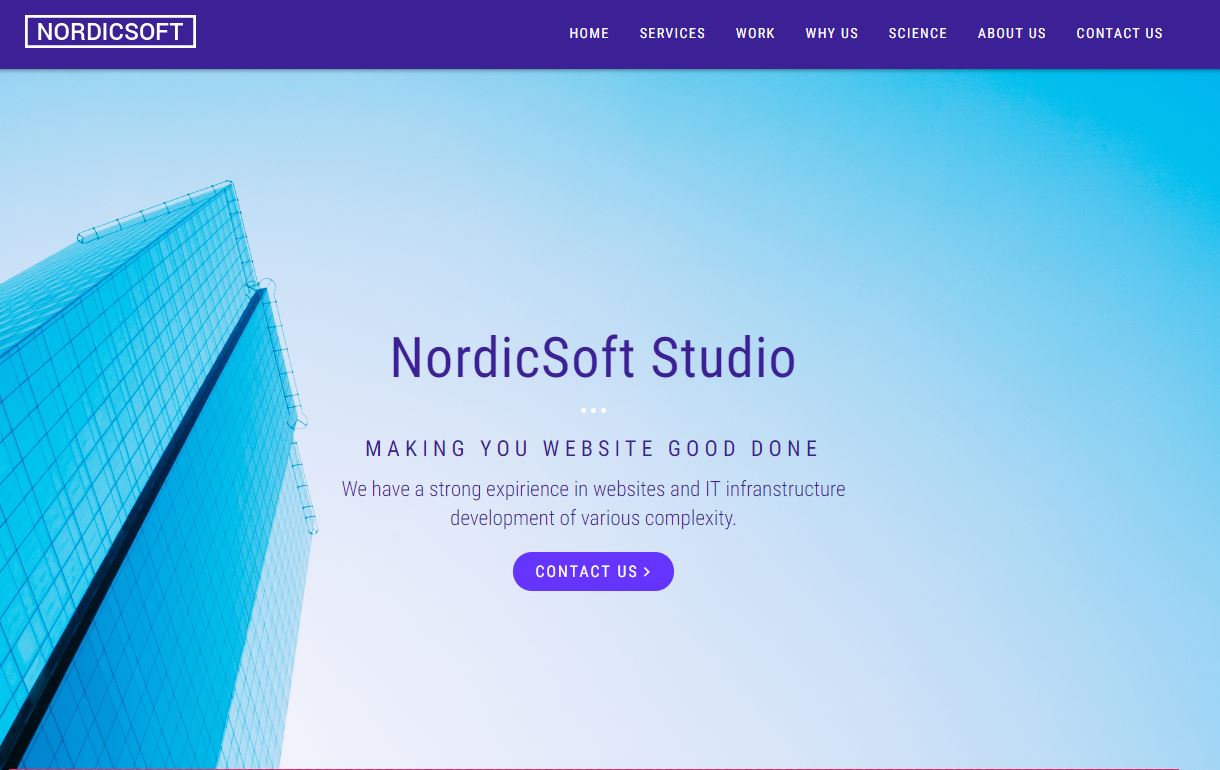 NORDICSOFT
HOME SERVICES WORK WHY US SCIENCE ABOUT US CONTACT US
NordicSoft Studio
MAKING YOU WEBSITE GOOD DONE
We have a strong expirience in websites and IT infranstructure
development of various complexity.
CONTACT US >